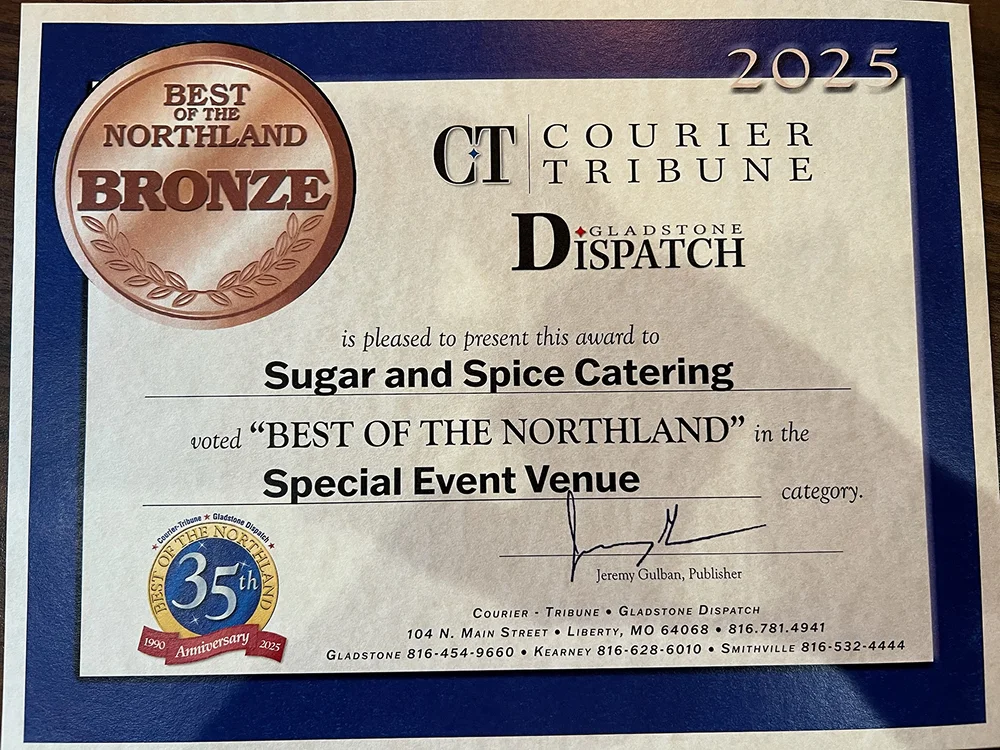 2025
BEST
OF THE
NORTHLAND
BRONZE
CT COURIER
TRIBUNE
GLADSTONE
DISPATCH
is pleased to present this award to
Sugar and Spice Catering
voted “BEST OF THE NORTHLAND” in the
Special Event Venue
category.
Courier-Tribune ★ Gladstone Dispatch
BEST OF THE NORTHLAND
35th
1990 Anniversary 2025
Jeremy Gulban, Publisher
COURIER - TRIBUNE • GLADSTONE DISPATCH
104 N. MAIN STREET • LIBERTY, MO 64068 • 816.781.4941
GLADSTONE 816-454-9660 • KEARNEY 816-628-6010 • SMITHVILLE 816-532-4444